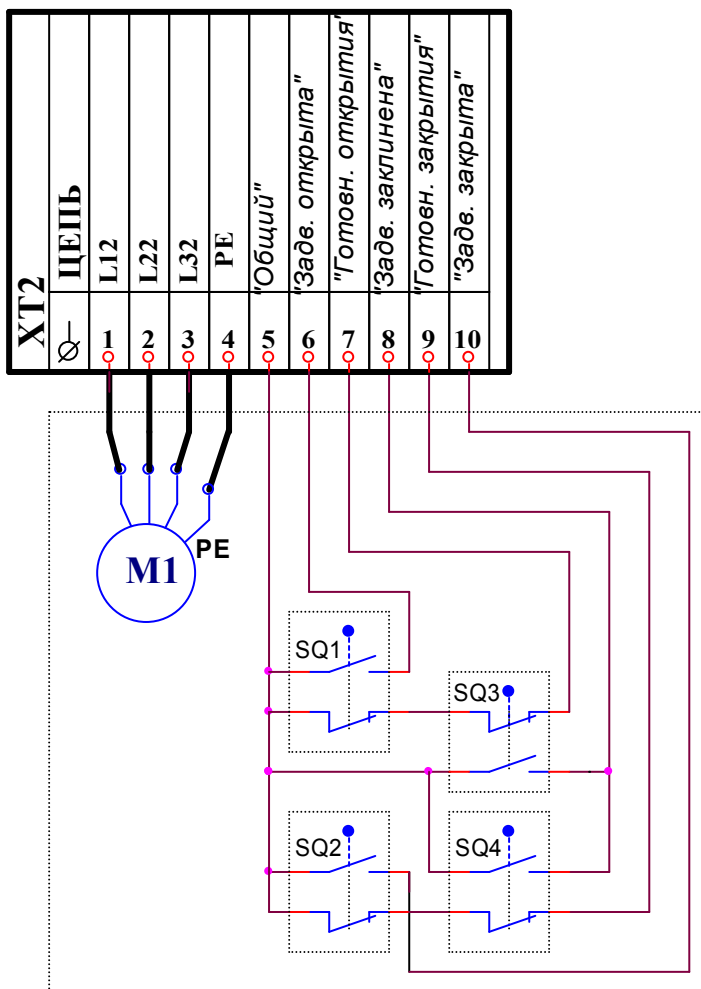 XT2
ЦЕПЬ
L12
L22
L32
PE
"Общий"
"Задв. открыта"
"Готовн. открытия"
"Задв. заклинена"
"Готовн. закрытия"
"Задв. закрыта"
1
2
3
4
5
6
7
8
9
10
M1
PE
SQ1
SQ3
SQ2
SQ4